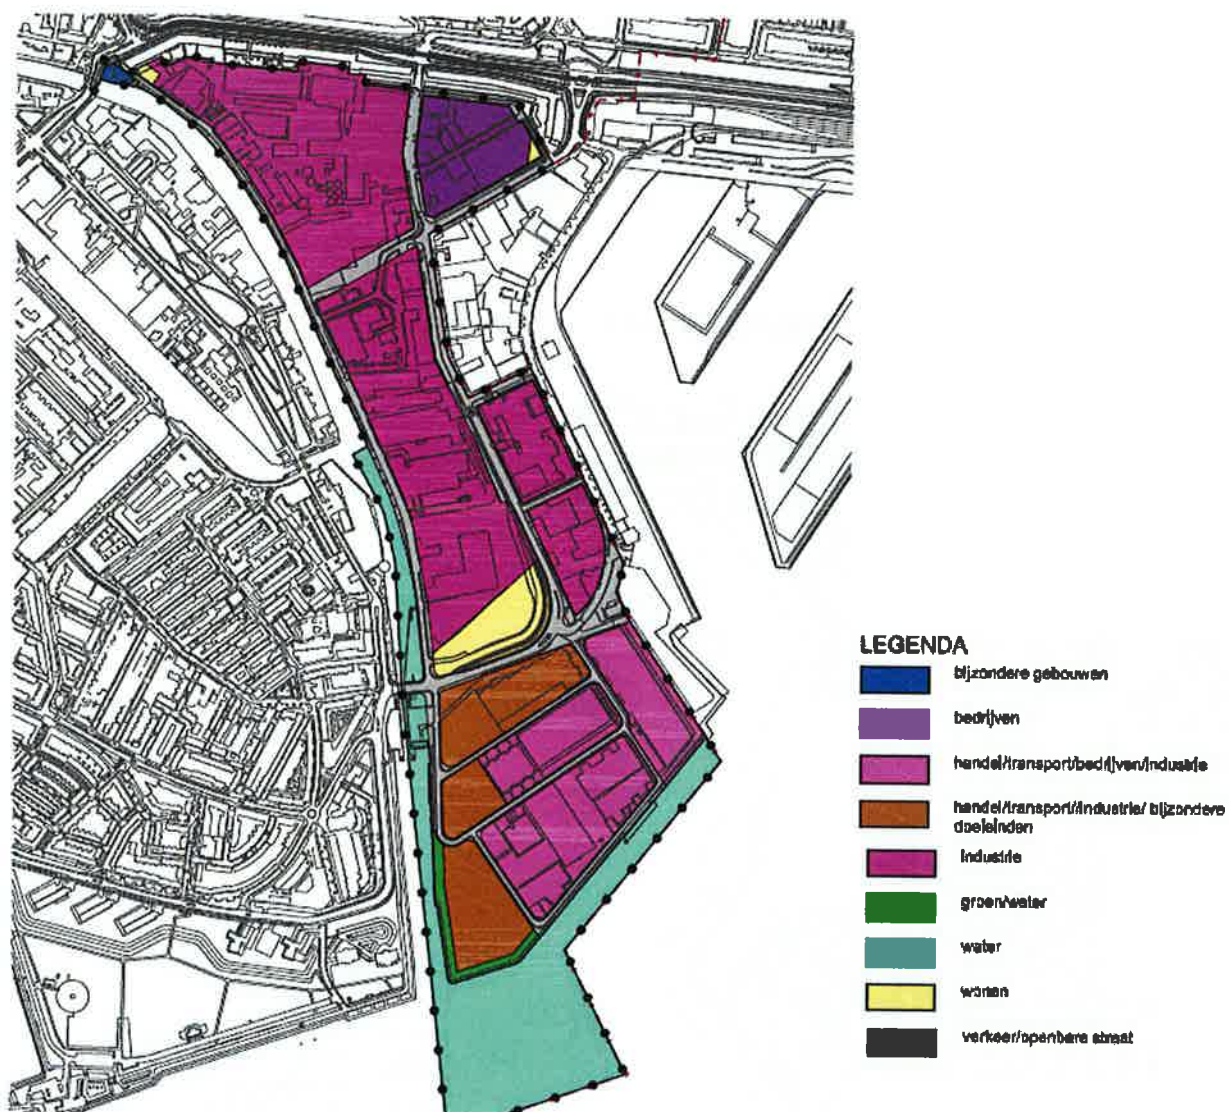 LEGENDA
bijzondere gebouwen
bedrijven
handel/transport/bedrijven/industrie
handel/transport/industrie/ bijzondere
doeleinden
industrie
groen/water
water
wonen
verkeer/openbare straat